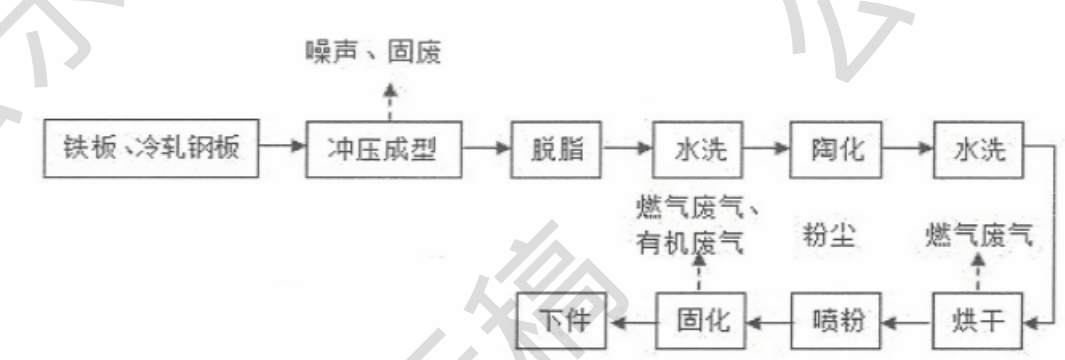 噪声、固废
铁板、冷轧钢板
冲压成型
脱脂
水洗
陶化
水洗
燃气废气、
有机废气
粉尘
燃气废气
下件
固化
喷粉
烘干
稿